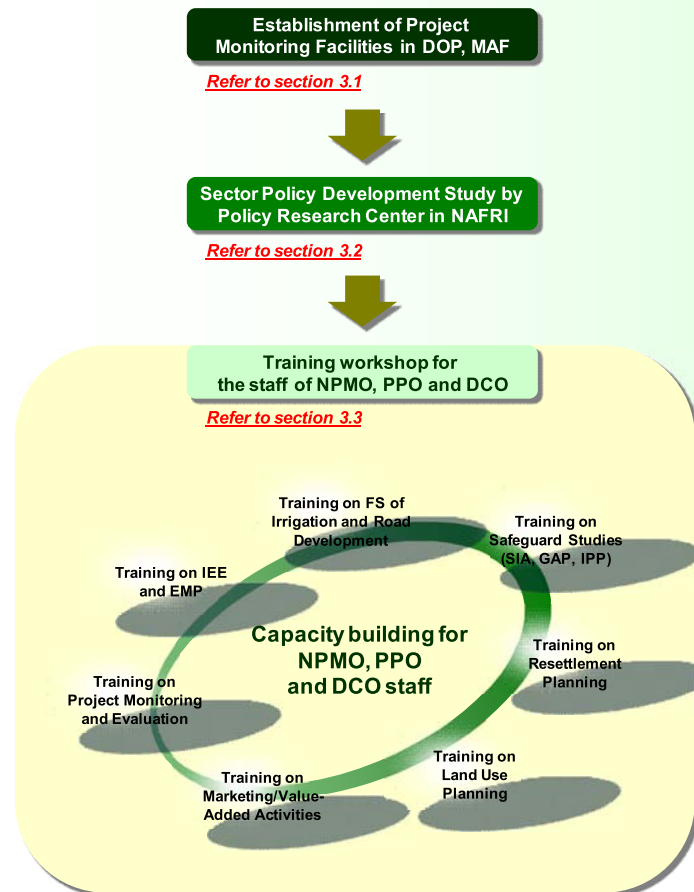 Establishment of Project
Monitoring Facilities in DOP, MAF
Refer to section 3.1
Sector Policy Development Study by
Policy Research Center in NAFRI
Refer to section 3.2
Training workshop for
the staff of NPMO, PPO and DCO
Refer to section 3.3
Training on FS of
Irrigation and Road
Development
Training on
Safeguard Studies
(SIA, GAP, IPP)
Training on IEE
and EMP
Capacity building for
NPMO, PPO
and DCO staff
Training on
Resettlement
Planning
Training on
Project Monitoring
and Evaluation
Training on
Land Use
Planning
Training on
Marketing/Value-
Added Activities